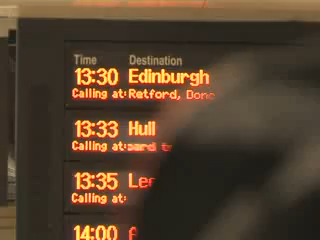 Time Destination
13:30 Edinburgh
Calling at: Retford, Donc
13:33 Hull
Calling at:
13:35 Lee
Calling at:
14:00